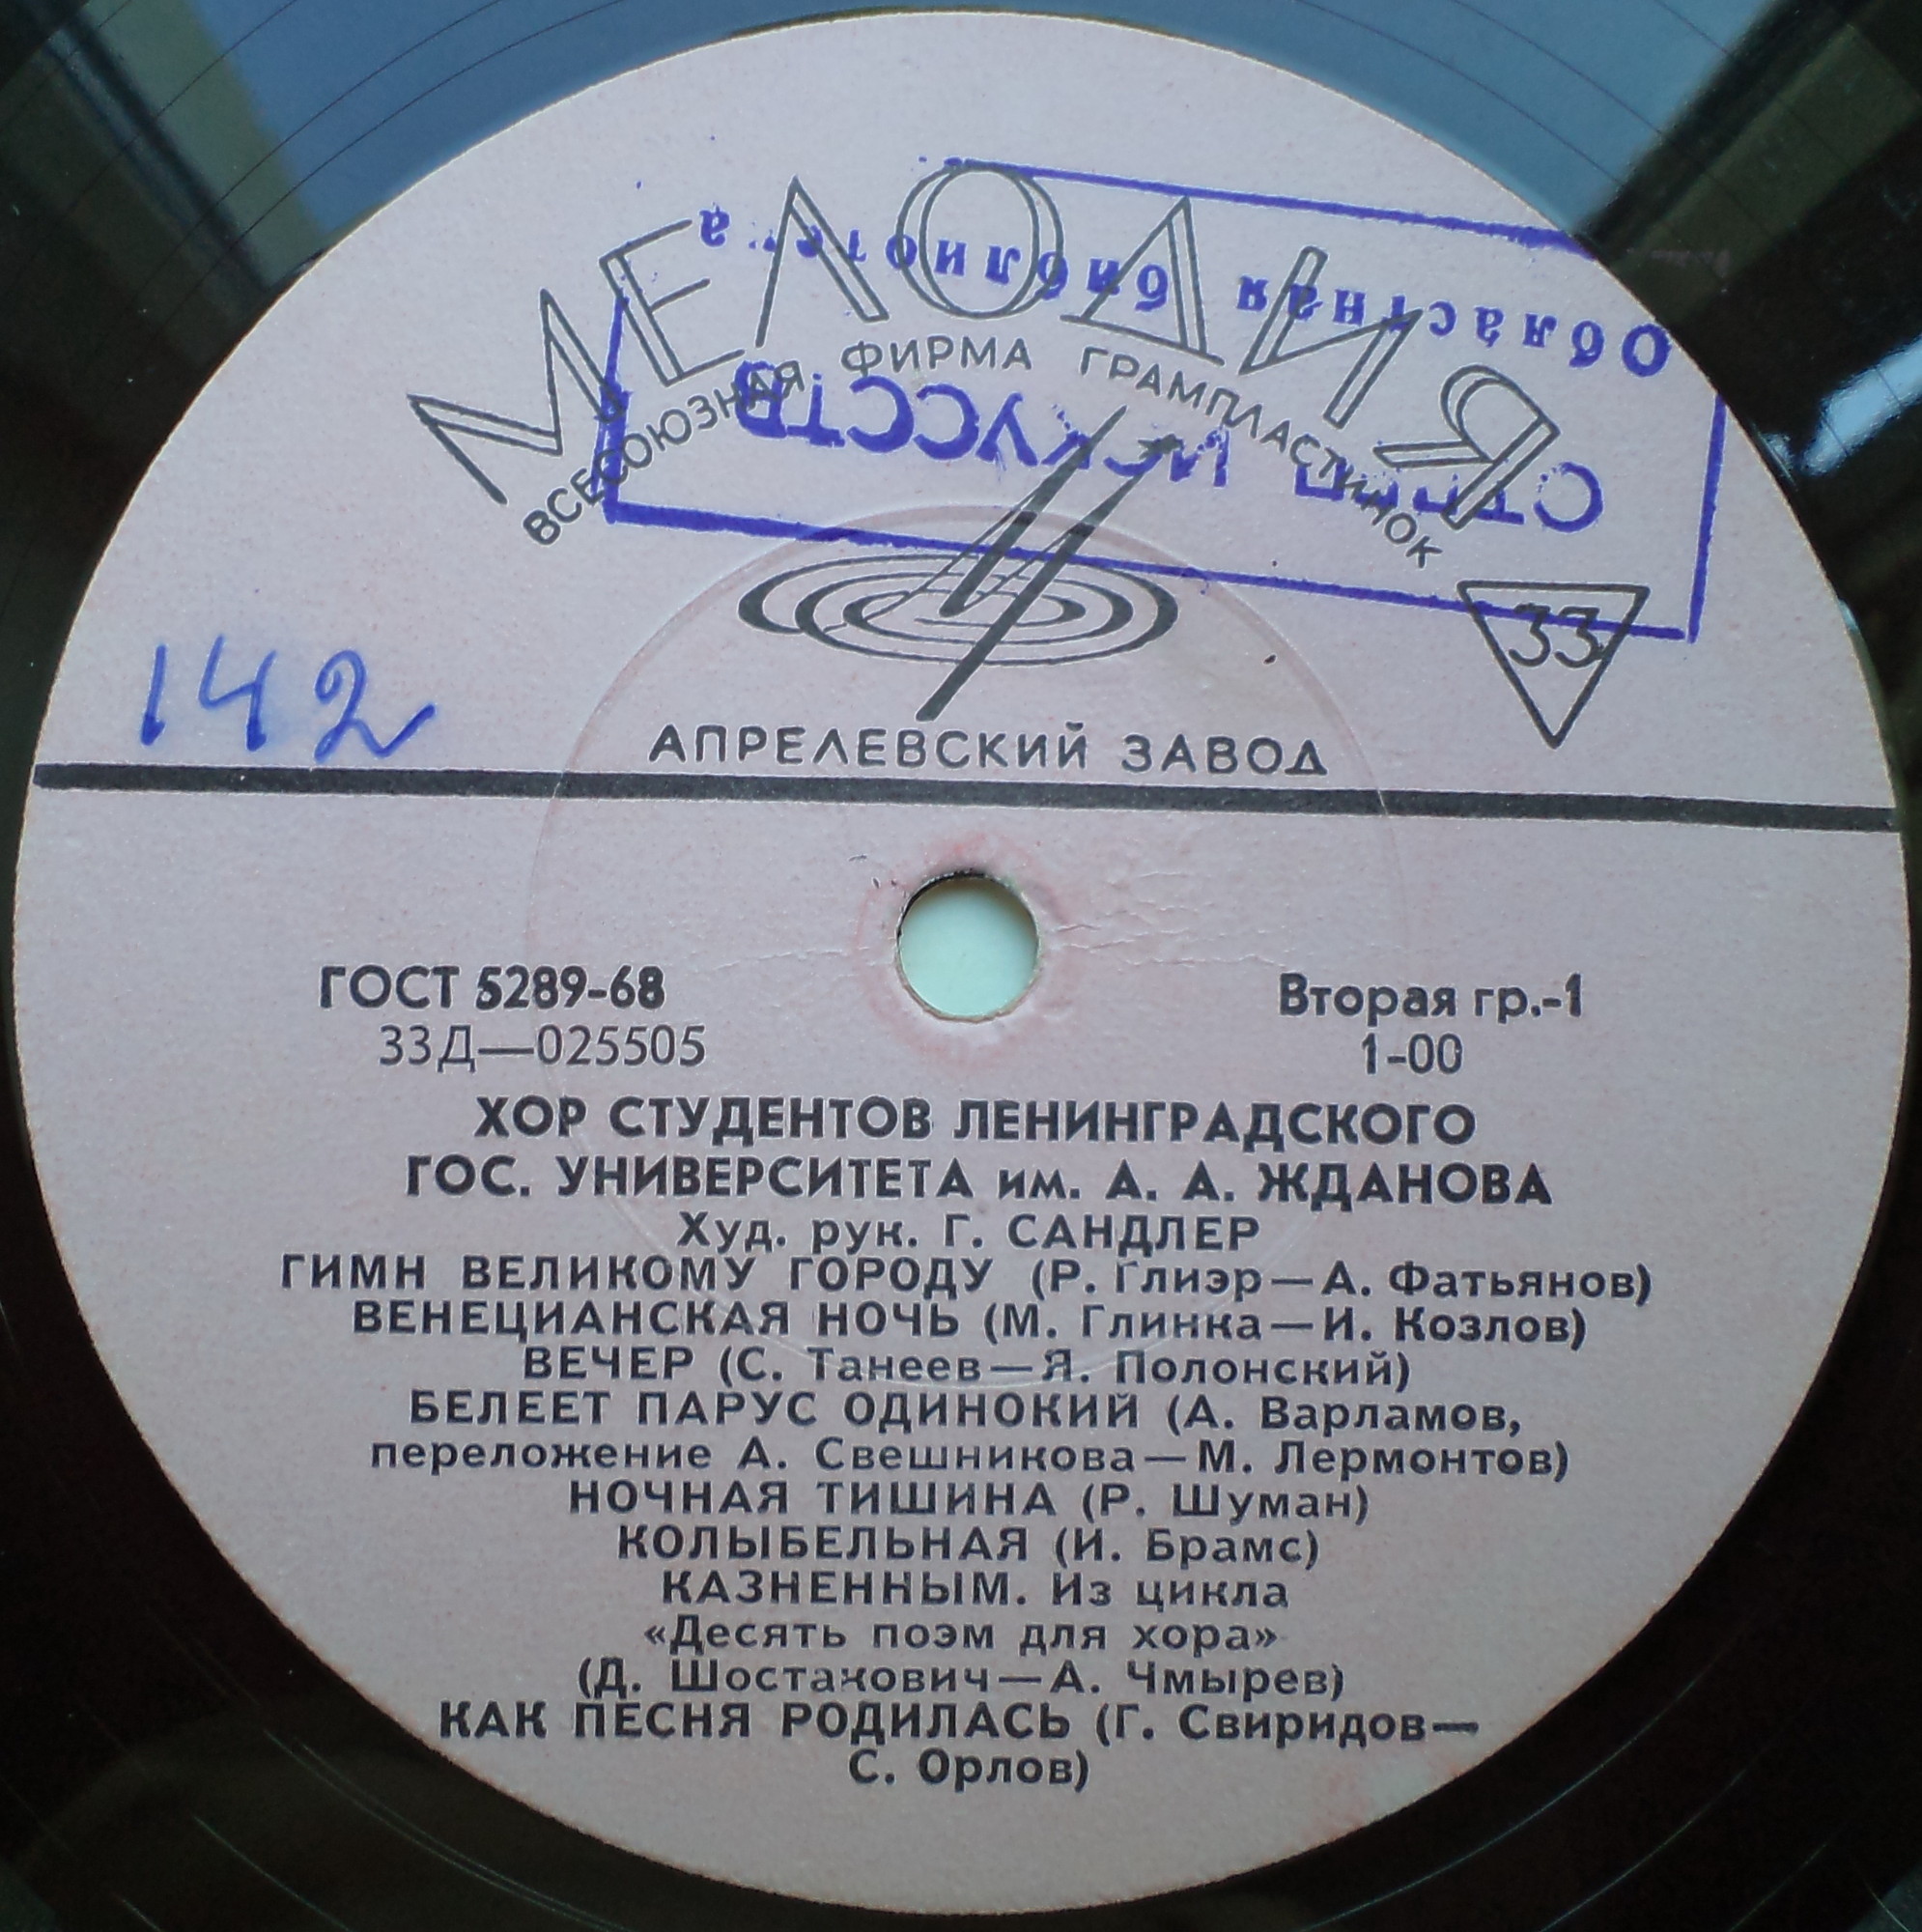 МЕЛОДИЯ
ВСЕСОЮЗНАЯ ФИРМА ГРАМПЛАСТИНОК
Областная библиотека
ИСКУССТВ
33
142
АПРЕЛЕВСКИЙ ЗАВОД
ГОСТ 5289-68
Вторая гр.-1
33Д—025505
1-00
ХОР СТУДЕНТОВ ЛЕНИНГРАДСКОГО
ГОС. УНИВЕРСИТЕТА им. А. А. ЖДАНОВА
Худ. рук. Г. САНДЛЕР
ГИМН ВЕЛИКОМУ ГОРОДУ (Р. Глиэр—А. Фатьянов)
ВЕНЕЦИАНСКАЯ НОЧЬ (М. Глинка—И. Козлов)
ВЕЧЕР (С. Танеев—Я. Полонский)
БЕЛЕЕТ ПАРУС ОДИНОКИЙ (А. Варламов,
переложение А. Свешникова—М. Лермонтов)
НОЧНАЯ ТИШИНА (Р. Шуман)
КОЛЫБЕЛЬНАЯ (И. Брамс)
КАЗНЕННЫМ. Из цикла
«Десять поэм для хора»
(Д. Шостакович—А. Чмырев)
КАК ПЕСНЯ РОДИЛАСЬ (Г. Свиридов—
С. Орлов)